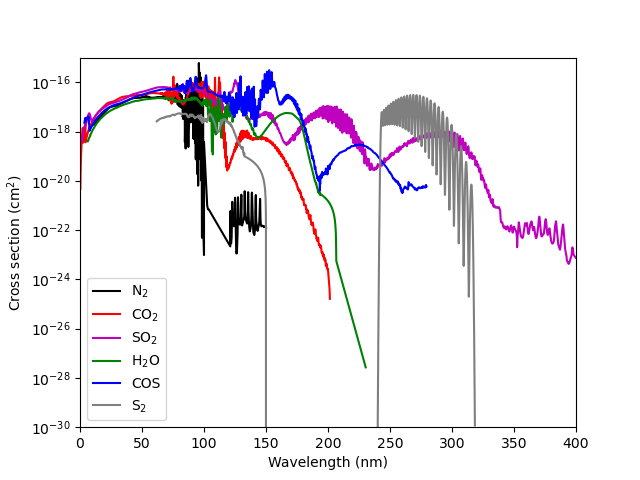 10⁻¹⁶
10⁻¹⁸
10⁻²⁰
10⁻²²
10⁻²⁴
10⁻²⁶
10⁻²⁸
10⁻³⁰
Cross section (cm²)
N₂
CO₂
SO₂
H₂O
COS
S₂
0 50 100 150 200 250 300 350 400
Wavelength (nm)